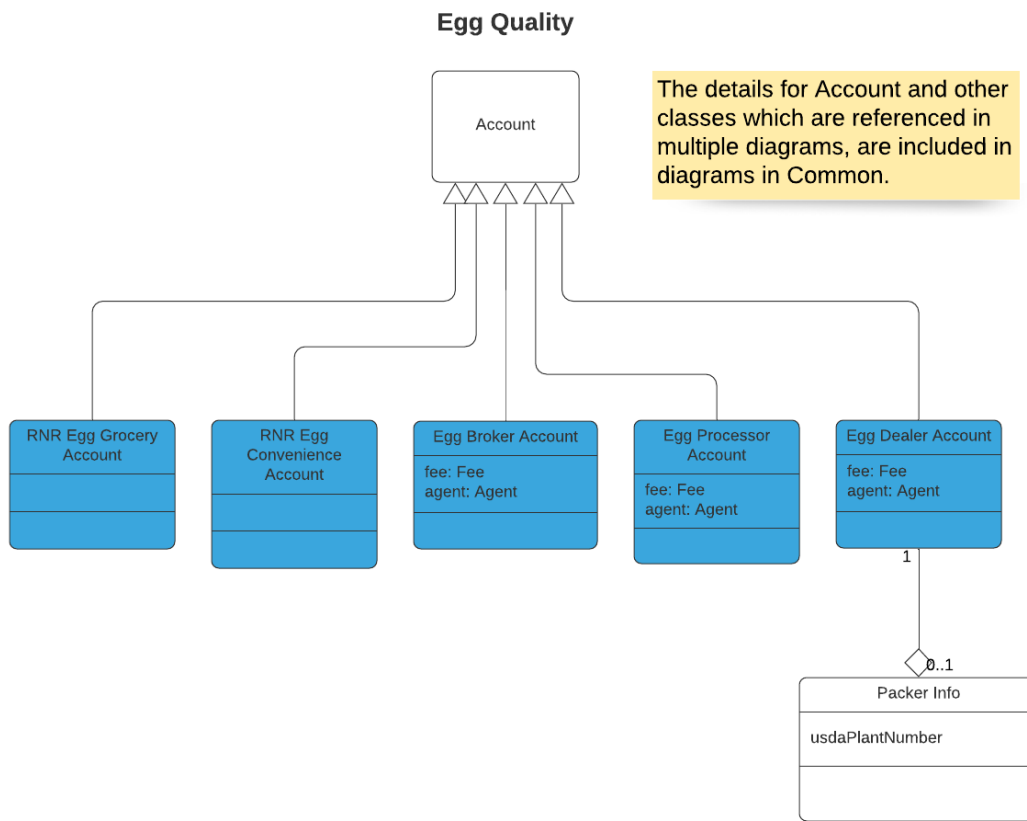 Egg Quality
Account
The details for Account and other
classes which are referenced in
multiple diagrams, are included in
diagrams in Common.
RNR Egg Grocery
Account
RNR Egg
Convenience
Account
Egg Broker Account
fee: Fee
agent: Agent
Egg Processor
Account
fee: Fee
agent: Agent
Egg Dealer Account
fee: Fee
agent: Agent
1
0..1
Packer Info
usdaPlantNumber